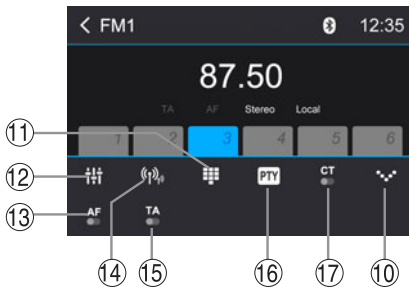 FM1 12:35
87.50
TA AF Stereo Local
1 2 3 4 5 6
11
12 PTY CT
13 AF TA
14 15 16 17 10